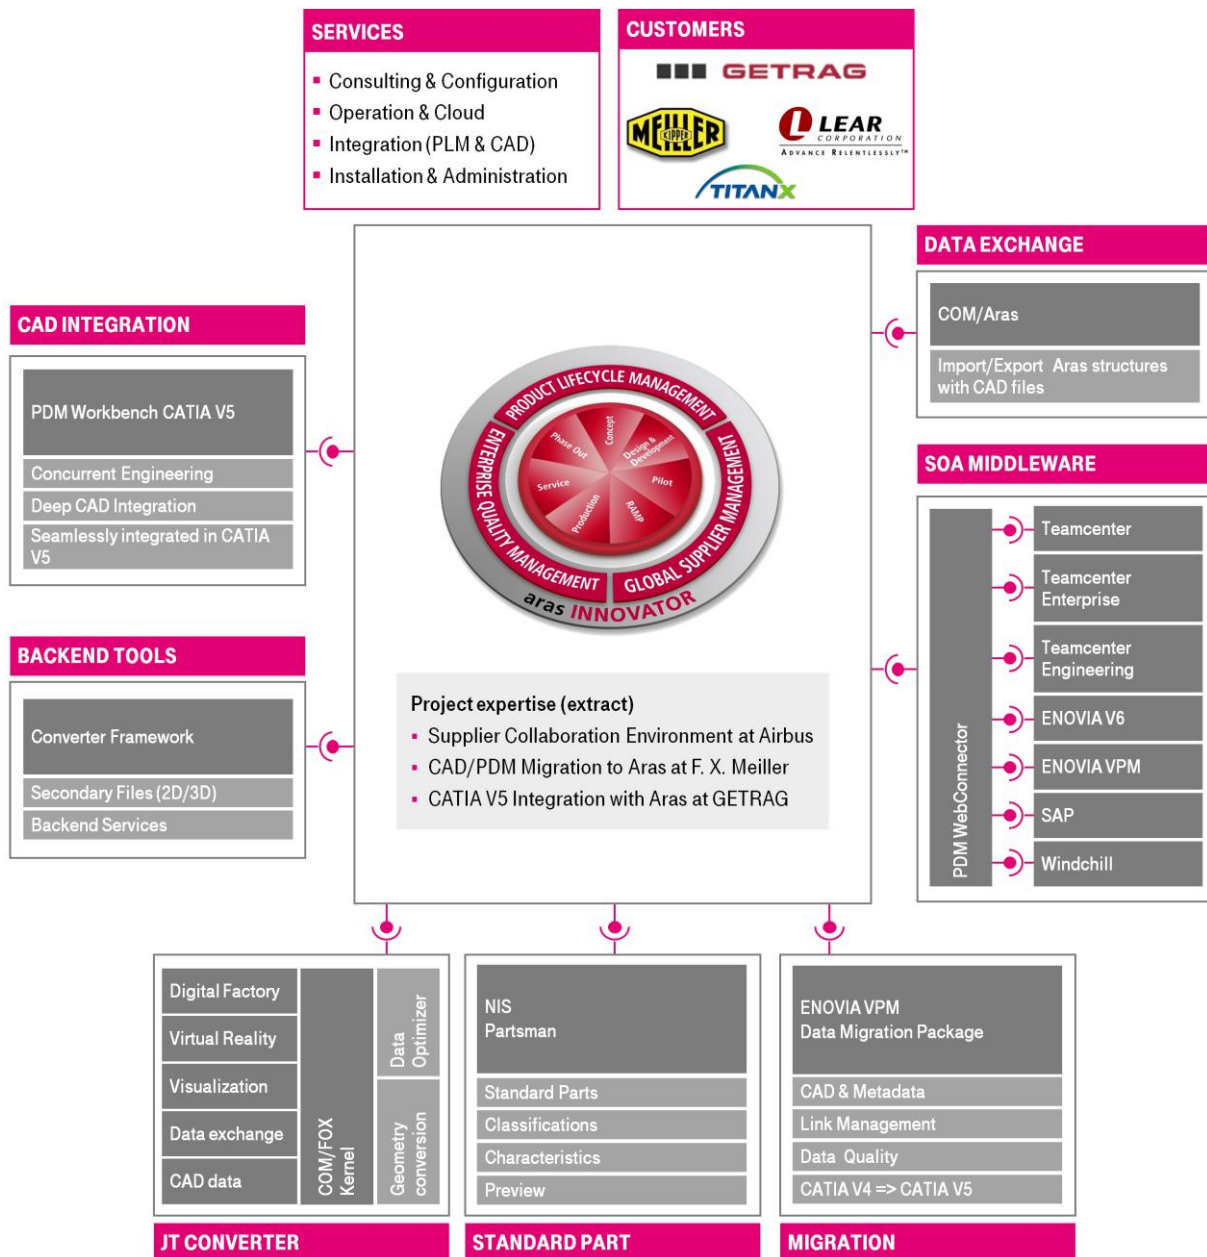 SERVICES
▪ Consulting & Configuration
▪ Operation & Cloud
▪ Integration (PLM & CAD)
▪ Installation & Administration
CUSTOMERS
GETRAG
MEILLER
KIPPER
LEAR
CORPORATION
ADVANCE RELENTLESSLY™
TITANX
CAD INTEGRATION
PDM Workbench CATIA V5
Concurrent Engineering
Deep CAD Integration
Seamlessly integrated in CATIA
V5
BACKEND TOOLS
Converter Framework
Secondary Files (2D/3D)
Backend Services
PRODUCT LIFECYCLE MANAGEMENT
ENTERPRISE QUALITY MANAGEMENT
GLOBAL SUPPLIER MANAGEMENT
Concept
Design &
Development
Pilot
RAMP
Production
Service
Phase Out
aras INNOVATOR
Project expertise (extract)
▪ Supplier Collaboration Environment at Airbus
▪ CAD/PDM Migration to Aras at F. X. Meiller
▪ CATIA V5 Integration with Aras at GETRAG
DATA EXCHANGE
COM/Aras
Import/Export Aras structures
with CAD files
SOA MIDDLEWARE
PDM WebConnector
Teamcenter
Teamcenter
Enterprise
Teamcenter
Engineering
ENOVIA V6
ENOVIA VPM
SAP
Windchill
Digital Factory
Virtual Reality
Visualization
Data exchange
CAD data
COM/FOX
Kernel
Data
Optimizer
Geometry
conversion
JT CONVERTER
NIS
Partsman
Standard Parts
Classifications
Characteristics
Preview
STANDARD PART
ENOVIA VPM
Data Migration Package
CAD & Metadata
Link Management
Data Quality
CATIA V4 => CATIA V5
MIGRATION